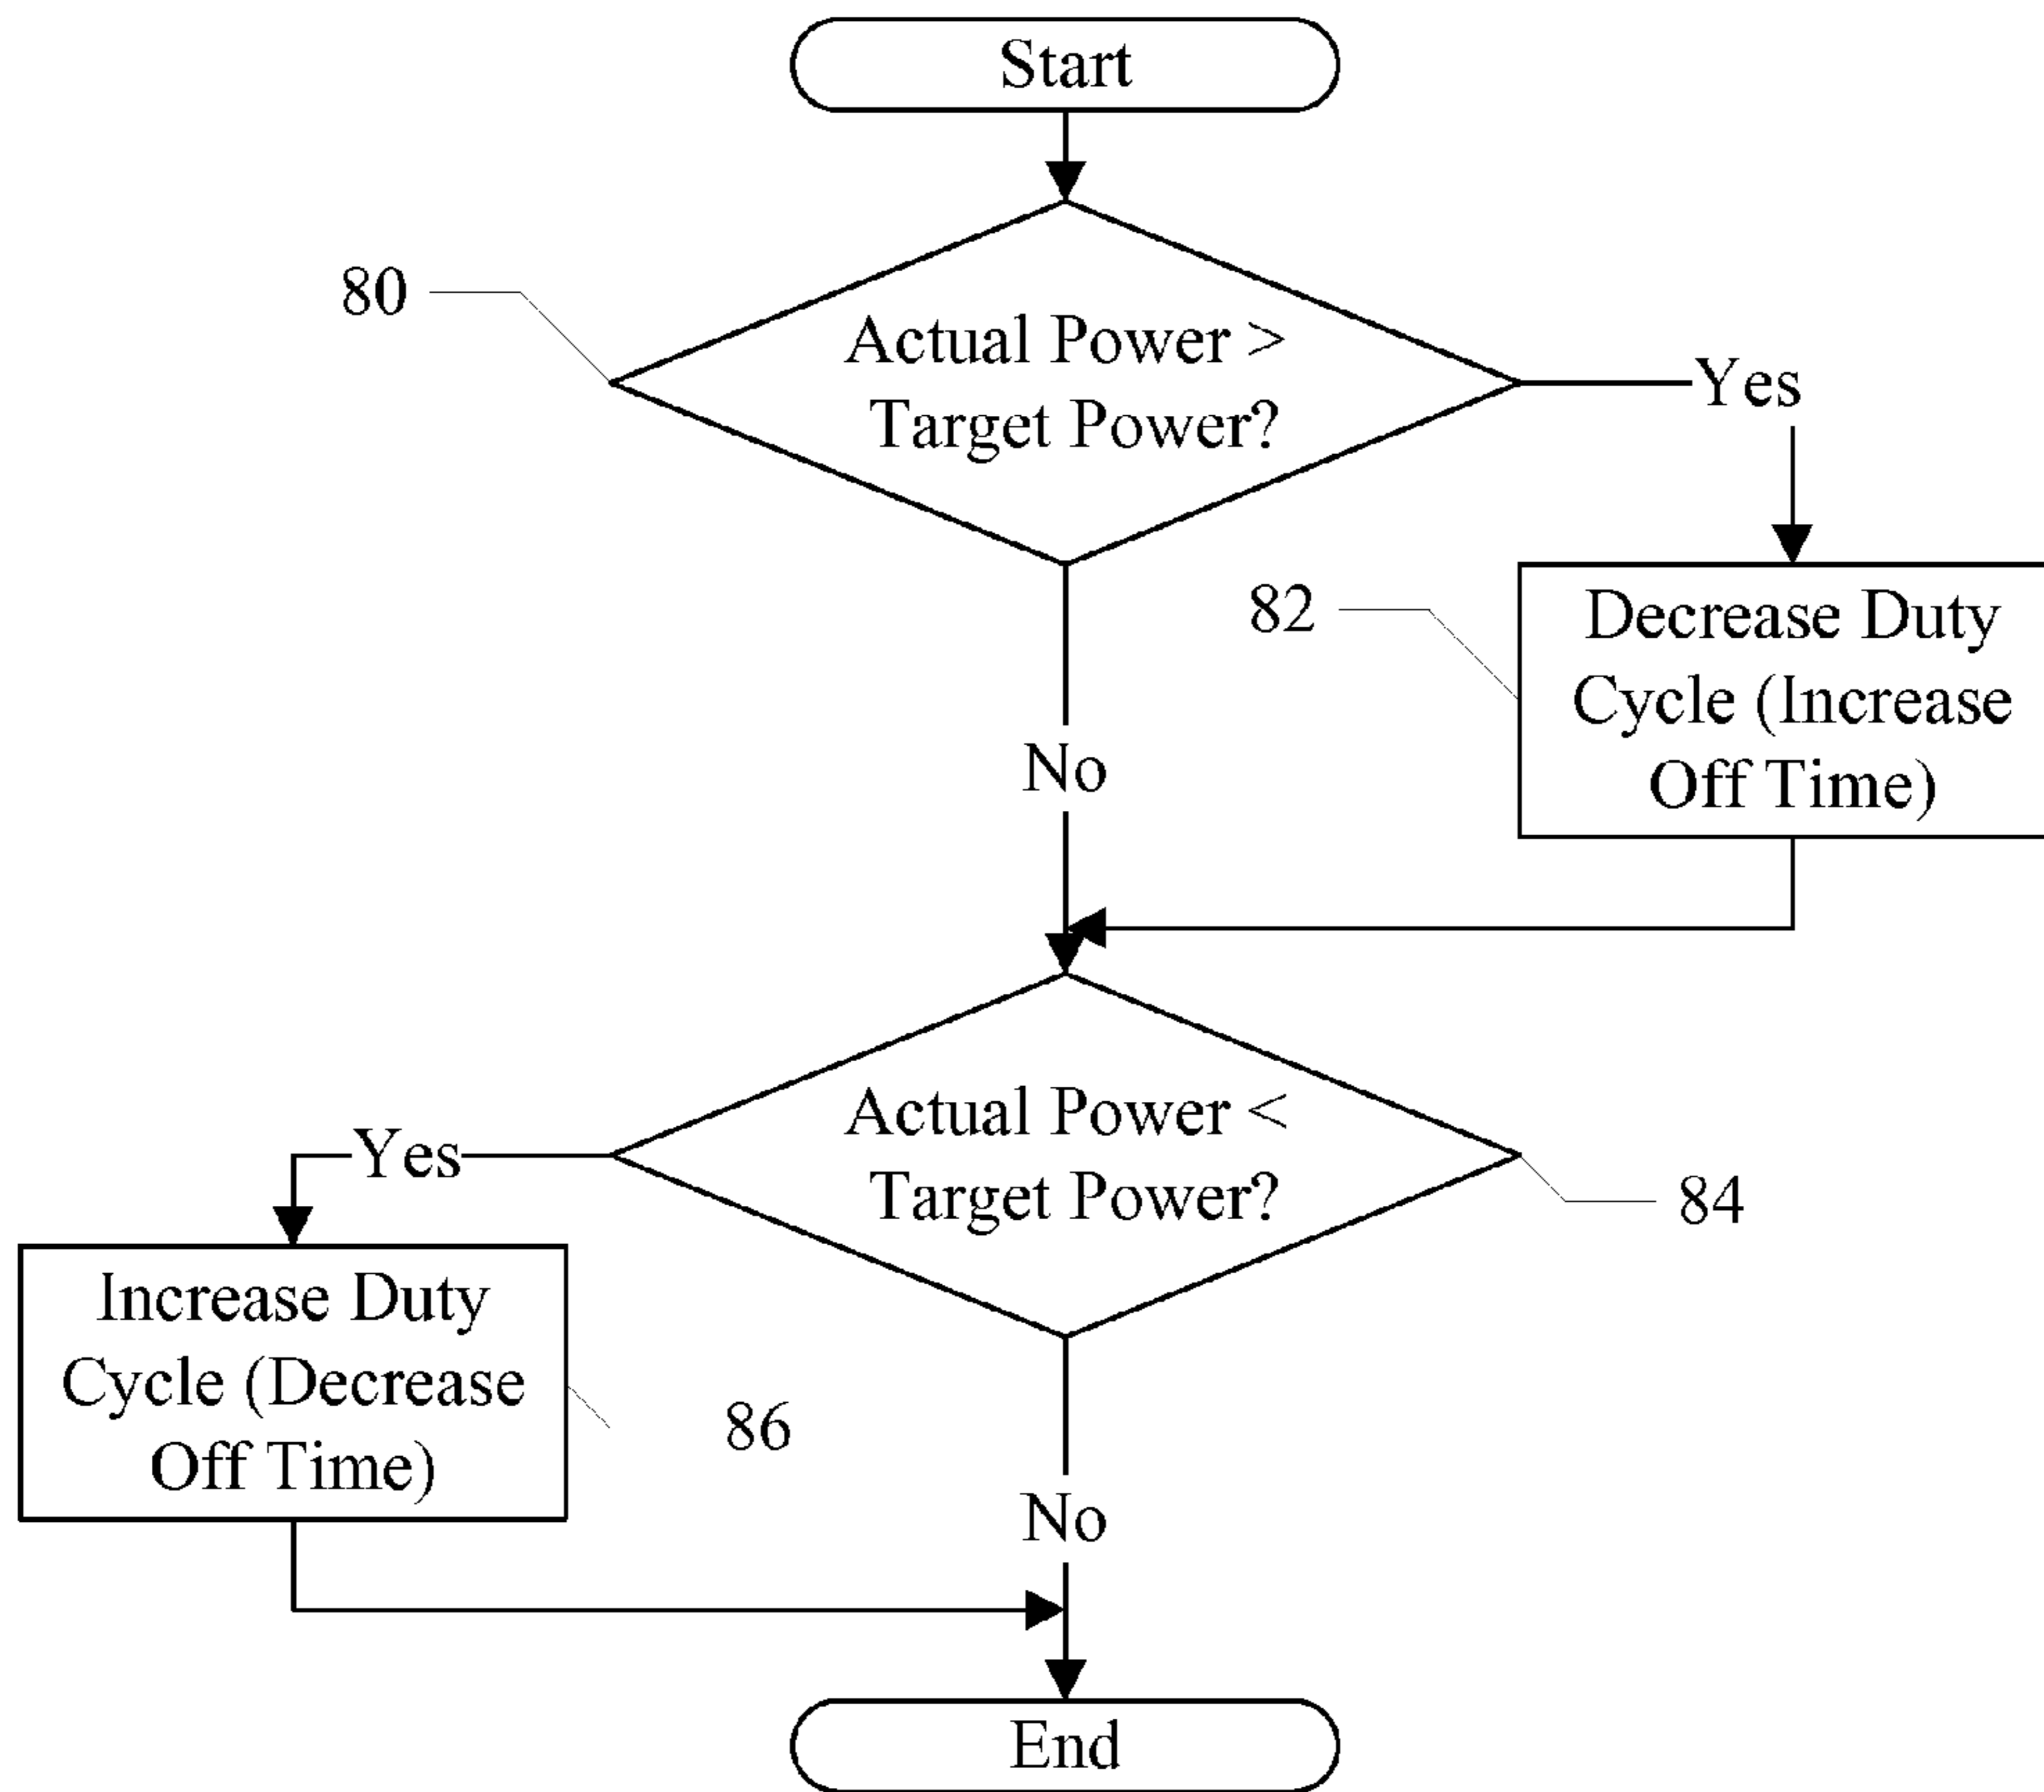 Start
80
Actual Power >
Target Power?
Yes
82
Decrease Duty
Cycle (Increase
Off Time)
No
Actual Power <
Target Power?
Yes
84
Increase Duty
Cycle (Decrease
Off Time)
86
No
End